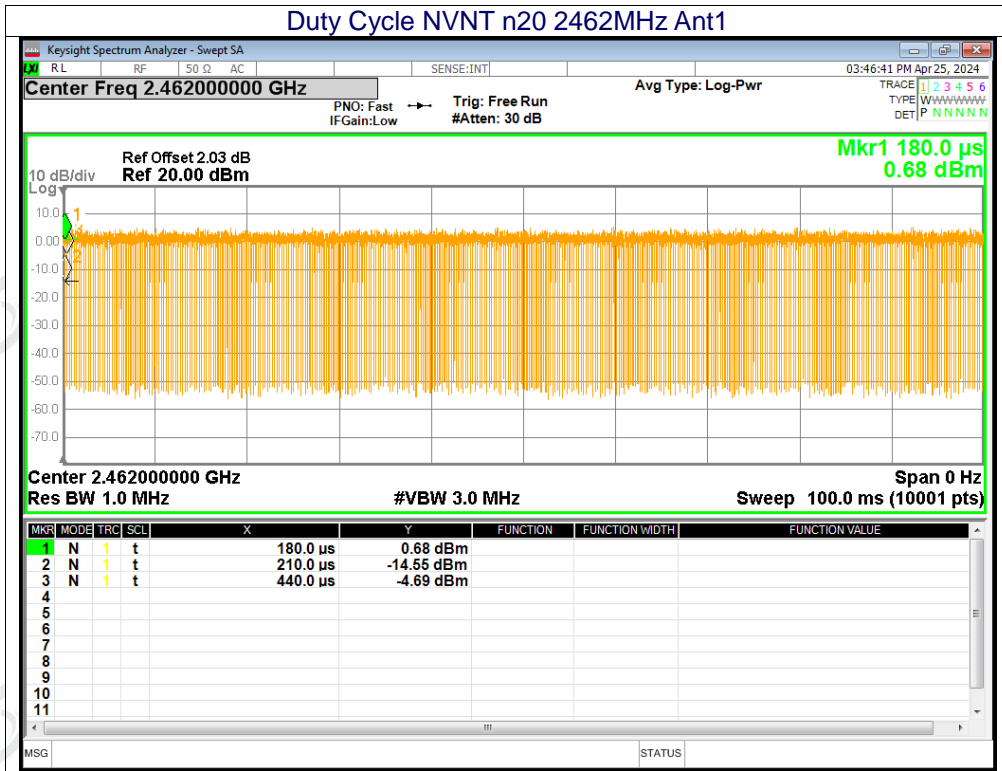 Duty Cycle NVNT n20 2462MHz Ant1
Keysight Spectrum Analyzer - Swept SA
LXI RL RF 50 Ω AC SENSE:INT 03:46:41 PM Apr 25, 2024
Center Freq 2.462000000 GHz Avg Type: Log-Pwr TRACE 1 2 3 4 5 6
PNO: Fast Trig: Free Run TYPE WWWWWWW
IFGain:Low #Atten: 30 dB DET P N N N N N
Mkr1 180.0 µs
Ref Offset 2.03 dB
10 dB/div Ref 20.00 dBm 0.68 dBm
Log
10.0
0.00
-10.0
-20.0
-30.0
-40.0
-50.0
-60.0
-70.0
1
2
Center 2.462000000 GHz Span 0 Hz
Res BW 1.0 MHz #VBW 3.0 MHz Sweep 100.0 ms (10001 pts)
MKR MODE TRC SCL X Y FUNCTION FUNCTION WIDTH FUNCTION VALUE
1 N 1 t 180.0 µs 0.68 dBm
2 N 1 t 210.0 µs -14.55 dBm
3 N 1 t 440.0 µs -4.69 dBm
4
5
6
7
8
9
10
11
MSG STATUS